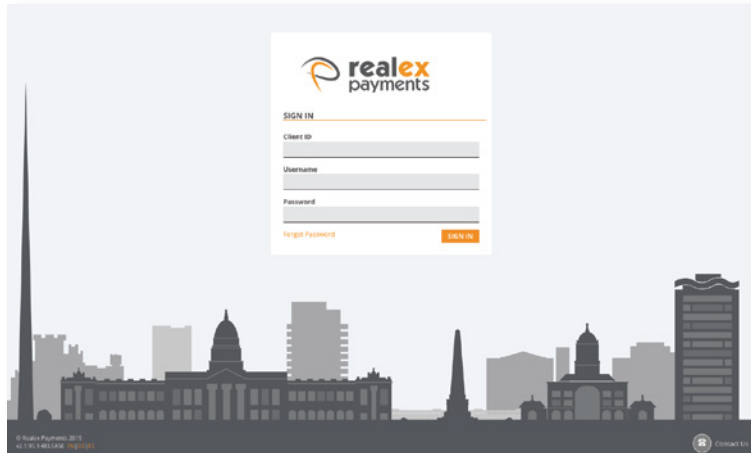 realex
payments
SIGN IN
Client ID
Username
Password
Forgot Password
SIGN IN
© Realex Payments 2015
Contact Us